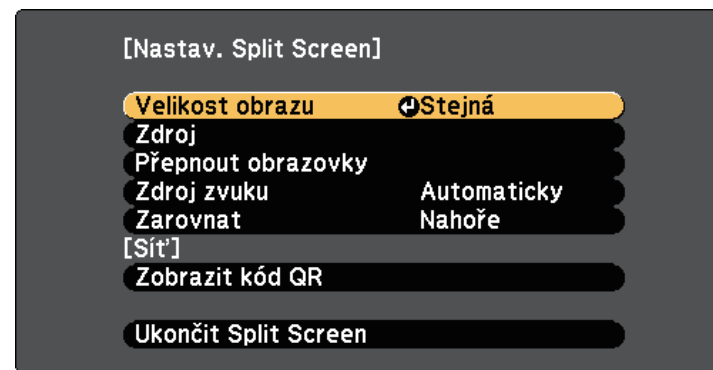 [Nastav. Split Screen]
Velikost obrazu Stejná
Zdroj
Přepnout obrazovky
Zdroj zvuku Automaticky
Zarovnat Nahoře
[Síť]
Zobrazit kód QR
Ukončit Split Screen